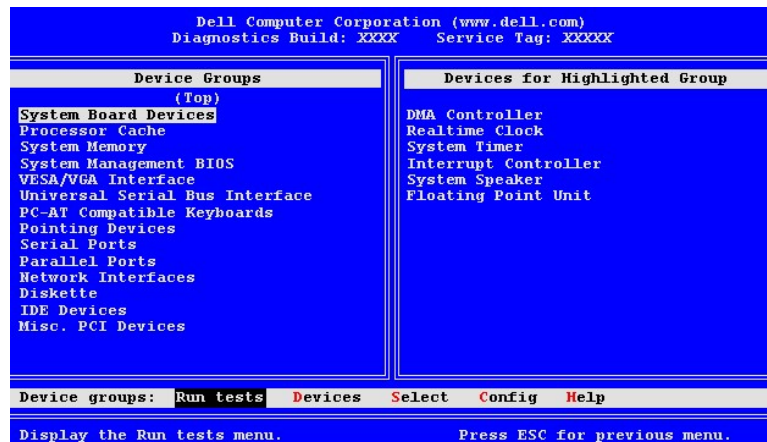 Dell Computer Corporation (www.dell.com)
Diagnostics Build: XXXX Service Tag: XXXXX
Device Groups
(Top)
System Board Devices
Processor Cache
System Memory
System Management BIOS
VESA/VGA Interface
Universal Serial Bus Interface
PC-AT Compatible Keyboards
Pointing Devices
Serial Ports
Parallel Ports
Network Interfaces
Diskette
IDE Devices
Misc. PCI Devices
Devices for Highlighted Group
DMA Controller
Realtime Clock
System Timer
Interrupt Controller
System Speaker
Floating Point Unit
Device groups: Run tests Devices Select Config Help
Display the Run tests menu. Press ESC for previous menu.